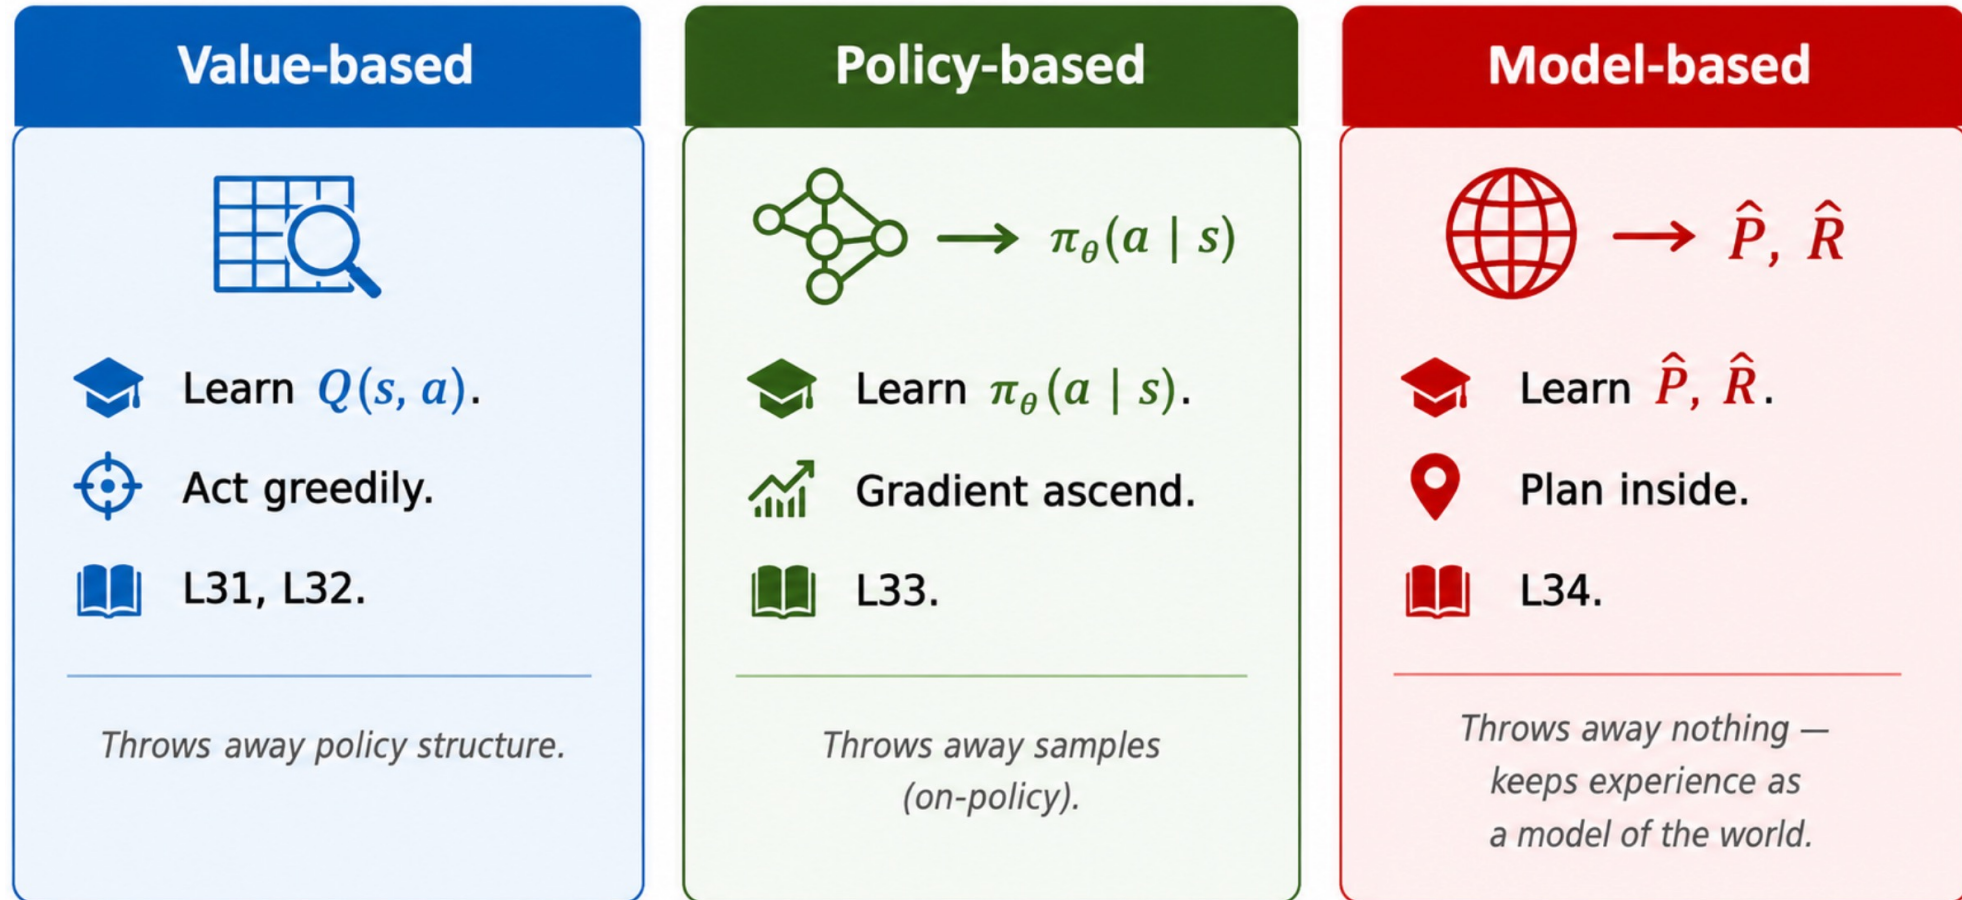 Value-based
Learn Q(s, a).
Act greedily.
L31, L32.
Throws away policy structure.
Policy-based
π_θ(a | s)
Learn π_θ(a | s).
Gradient ascend.
L33.
Throws away samples
(on-policy).
Model-based
P̂, R̂
Learn P̂, R̂.
Plan inside.
L34.
Throws away nothing —
keeps experience as
a model of the world.